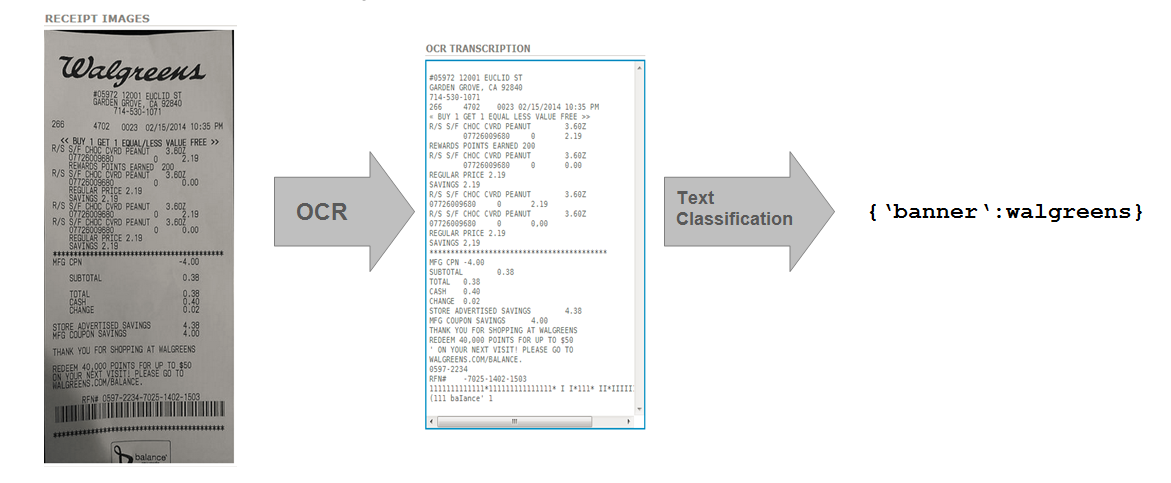 RECEIPT IMAGES
Walgreens
#05972 12001 EUCLID ST
GARDEN GROVE, CA 92840
714-530-1071
266 4702 0023 02/15/2014 10:35 PM
<< BUY 1 GET 1 EQUAL/LESS VALUE FREE >>
R/S S/F CHOC CVRD PEANUT 3.60Z
07726009680 0 2.19
REWARDS POINTS EARNED 200
R/S S/F CHOC CVRD PEANUT 3.60Z
07726009680 0 0.00
REGULAR PRICE 2.19
SAVINGS 2.19
R/S S/F CHOC CVRD PEANUT 3.60Z
07726009680 0 2.19
R/S S/F CHOC CVRD PEANUT 3.60Z
07726009680 0 0.00
REGULAR PRICE 2.19
SAVINGS 2.19
****************************************
MFG CPN -4.00
SUBTOTAL 0.38
TOTAL 0.38
CASH 0.40
CHANGE 0.02
STORE ADVERTISED SAVINGS 4.38
MFG COUPON SAVINGS 4.00
THANK YOU FOR SHOPPING AT WALGREENS
REDEEM 40,000 POINTS FOR UP TO $50
ON YOUR NEXT VISIT! PLEASE GO TO
WALGREENS.COM/BALANCE.
RFN# 0597-2234-7025-1402-1503
****************************************
balance
OCR
OCR TRANSCRIPTION
#05972 12001 EUCLID ST
GARDEN GROVE, CA 92840
714-530-1071
266 4702 0023 02/15/2014 10:35 PM
< BUY 1 GET 1 EQUAL LESS VALUE FREE >>
R/S S/F CHOC CVRD PEANUT 3.60Z
07726009680 0 2.19
REWARDS POINTS EARNED 200
R/S S/F CHOC CVRD PEANUT 3.60Z
07726009680 0 0.00
REGULAR PRICE 2.19
SAVINGS 2.19
R/S S/F CHOC CVRD PEANUT 3.60Z
07726009680 0 2.19
R/S S/F CHOC CVRD PEANUT 3.60Z
07726009680 0 0.00
REGULAR PRICE 2.19
SAVINGS 2.19
******************************************
MFG CPN -4.00
SUBTOTAL 0.38
TOTAL 0.38
CASH 0.40
CHANGE 0.02
STORE ADVERTISED SAVINGS 4.38
MFG COUPON SAVINGS 4.00
THANK YOU FOR SHOPPING AT WALGREENS
REDEEM 40,000 POINTS FOR UP TO $50
' ON YOUR NEXT VISIT! PLEASE GO TO
WALGREENS.COM/BALANCE.
0597-2234
RFN# -7025-1402-1503
1111111111111*111111111111111* I I*111* II*IIIIII
(111 baIance' 1
Text
Classification
{‘banner‘:walgreens}